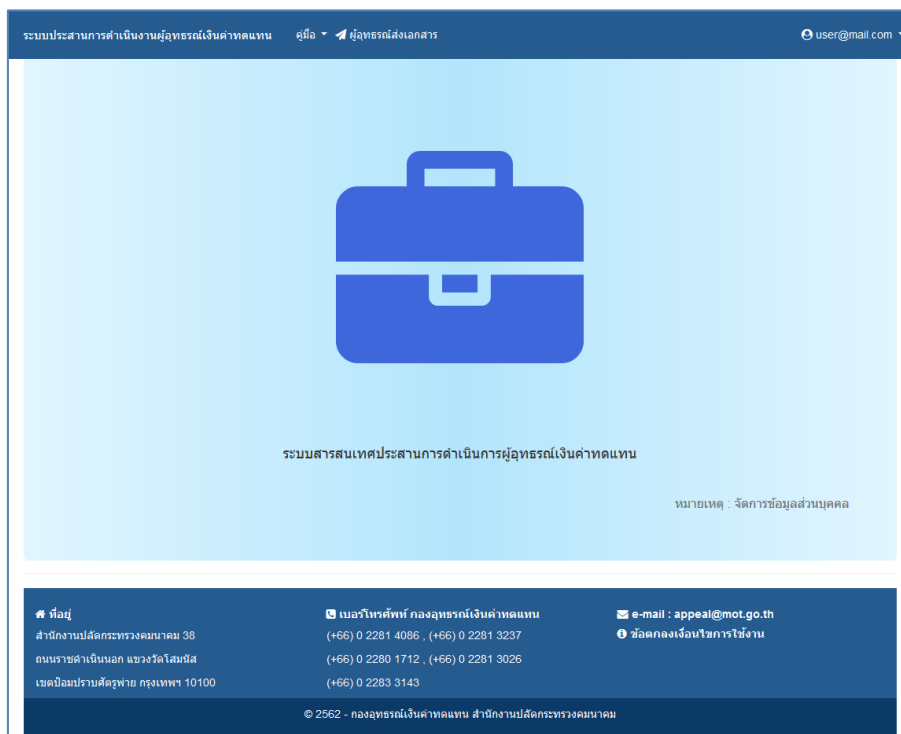 ระบบประสานการดำเนินงานผู้อุทธรณ์เงินค่าทดแทน คู่มือ ผู้อุทธรณ์ส่งเอกสาร user@mail.com
ระบบสารสนเทศประสานการดำเนินการผู้อุทธรณ์เงินค่าทดแทน
หมายเหตุ : จัดการข้อมูลส่วนบุคคล
ที่อยู่
สำนักงานปลัดกระทรวงคมนาคม 38
ถนนราชดำเนินนอก แขวงวัดโสมนัส
เขตป้อมปราบศัตรูพ่าย กรุงเทพฯ 10100
เบอร์โทรศัพท์ กองอุทธรณ์เงินค่าทดแทน
(+66) 0 2281 4086 , (+66) 0 2281 3237
(+66) 0 2280 1712 , (+66) 0 2281 3026
(+66) 0 2283 3143
e-mail : appeal@mot.go.th
ข้อตกลงเงื่อนไขการใช้งาน
© 2562 - กองอุทธรณ์เงินค่าทดแทน สำนักงานปลัดกระทรวงคมนาคม